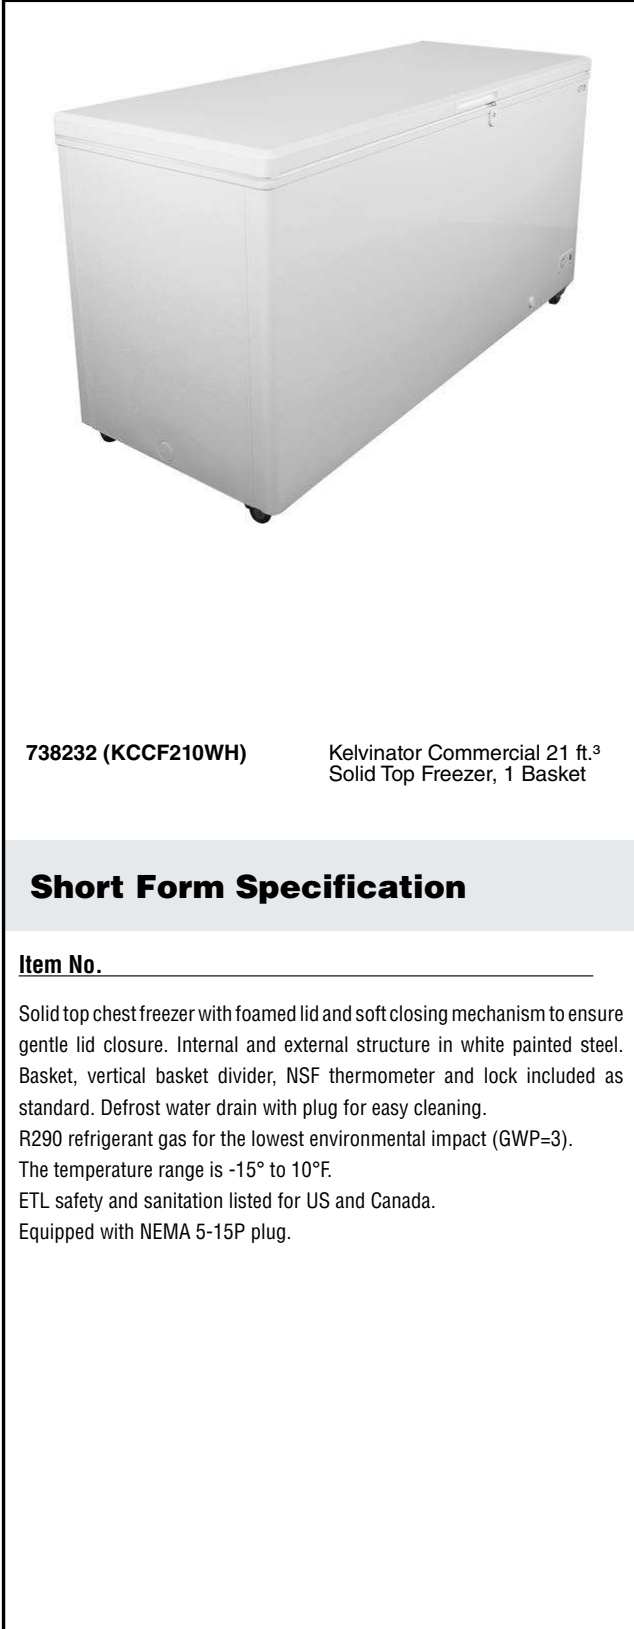 738232 (KCCF210WH)
Kelvinator Commercial 21 ft.³
Solid Top Freezer, 1 Basket
Short Form Specification
Item No.
Solid top chest freezer with foamed lid and soft closing mechanism to ensure
gentle lid closure. Internal and external structure in white painted steel.
Basket, vertical basket divider, NSF thermometer and lock included as
standard. Defrost water drain with plug for easy cleaning.
R290 refrigerant gas for the lowest environmental impact (GWP=3).
The temperature range is -15° to 10°F.
ETL safety and sanitation listed for US and Canada.
Equipped with NEMA 5-15P plug.